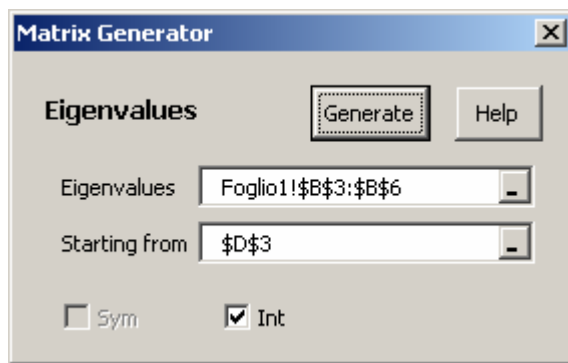 Matrix Generator
Eigenvalues
Generate
Help
Eigenvalues Foglio1!$B$3:$B$6
Starting from $D$3
Sym
Int